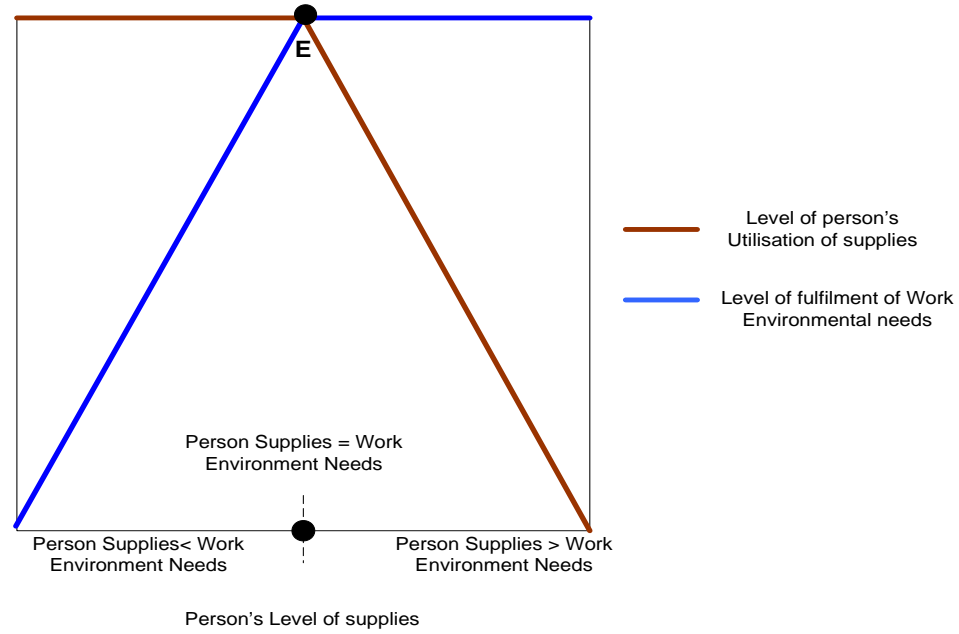 E
Level of person's
Utilisation of supplies
Level of fulfilment of Work
Environmental needs
Person Supplies = Work
Environment Needs
Person Supplies< Work
Environment Needs
Person Supplies > Work
Environment Needs
Person's Level of supplies